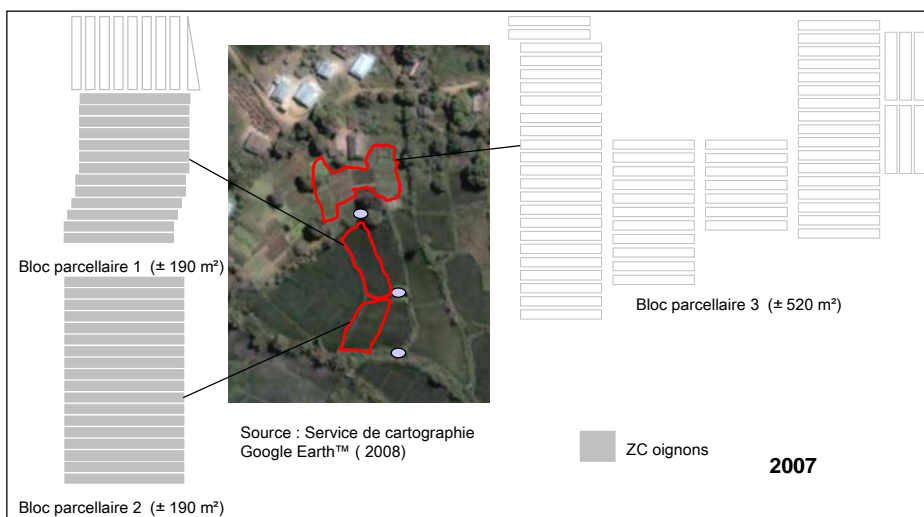 Bloc parcellaire 1 (± 190 m²)
Bloc parcellaire 3 (± 520 m²)
Source : Service de cartographie
Google Earth™ ( 2008)
ZC oignons
2007
Bloc parcellaire 2 (± 190 m²)